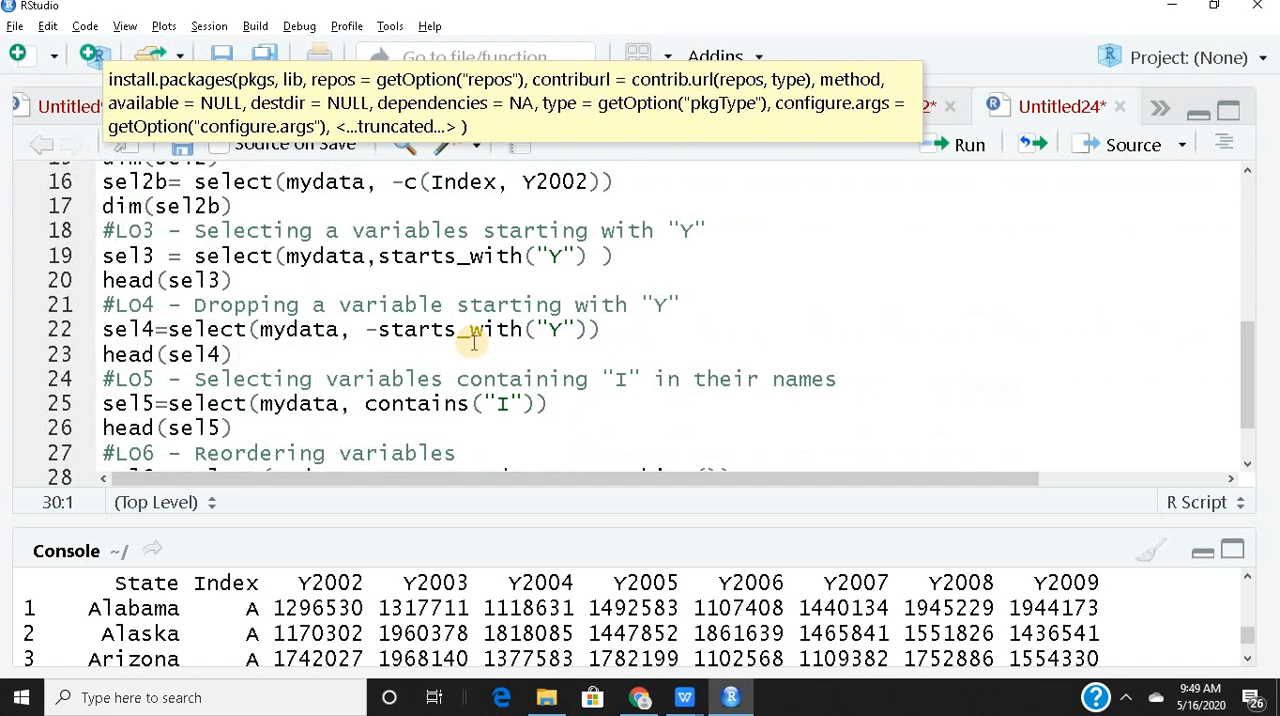 RStudio
File Edit Code View Plots Session Build Debug Profile Tools Help
Go to file/function Addins Project: (None)
install.packages(pkgs, lib, repos = getOption("repos"), contriburl = contrib.url(repos, type), method,
available = NULL, destdir = NULL, dependencies = NA, type = getOption("pkgType"), configure.args =
getOption("configure.args"), <...truncated...> )
Untitled 2* Untitled24*
Source on Save Run Source
16 sel2b= select(mydata, -c(Index, Y2002))
17 dim(sel2b)
18 #LO3 - Selecting a variables starting with "Y"
19 sel3 = select(mydata,starts_with("Y") )
20 head(sel3)
21 #LO4 - Dropping a variable starting with "Y"
22 sel4=select(mydata, -starts_with("Y"))
23 head(sel4)
24 #LO5 - Selecting variables containing "I" in their names
25 sel5=select(mydata, contains("I"))
26 head(sel5)
27 #LO6 - Reordering variables
28
30:1 (Top Level) R Script
Console ~/
State Index Y2002 Y2003 Y2004 Y2005 Y2006 Y2007 Y2008 Y2009
1 Alabama A 1296530 1317711 1118631 1492583 1107408 1440134 1945229 1944173
2 Alaska A 1170302 1960378 1818085 1447852 1861639 1465841 1551826 1436541
3 Arizona A 1742027 1968140 1377583 1782199 1102568 1109382 1752886 1554330
Type here to search 9:49 AM
5/16/2020 26